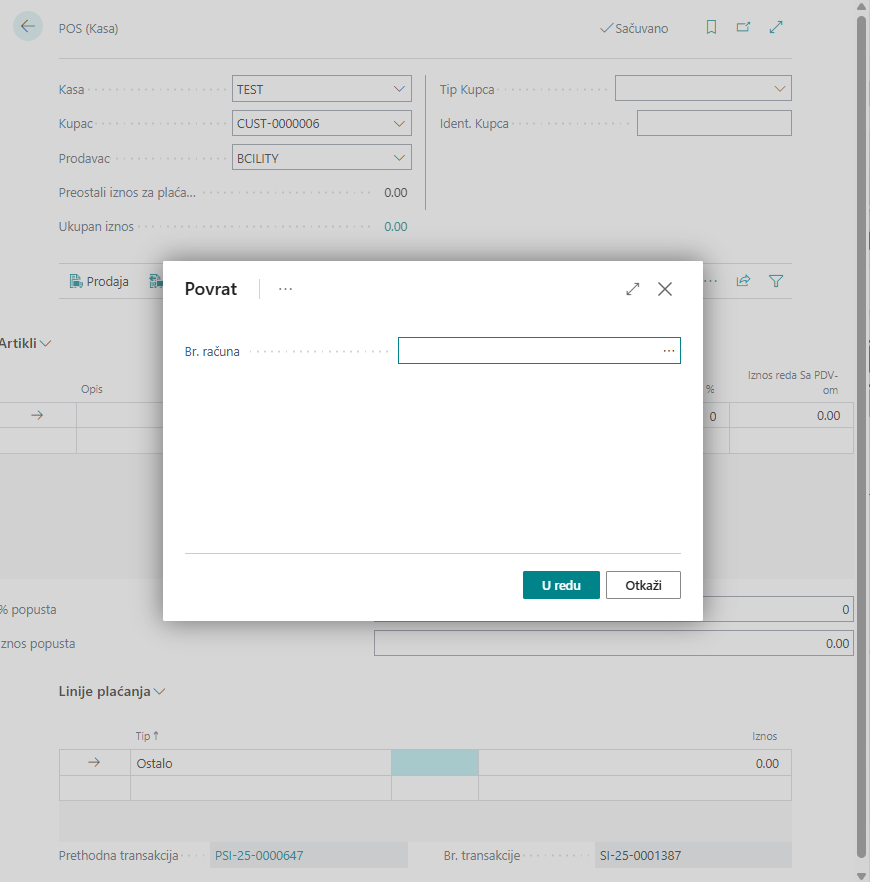 POS (Kasa)
Sačuvano
Kasa
TEST
Tip Kupca
Kupac
CUST-0000006
Ident. Kupca
Prodavac
BCILITY
Preostali iznos za plaća...
0.00
Ukupan iznos
0.00
Prodaja
Povrat
Br. računa
U redu
Otkaži
Artikli
Opis
%
Iznos reda Sa PDV-
om
0
0.00
% popusta
0
znos popusta
0.00
Linije plaćanja
Tip
Iznos
Ostalo
0.00
Prethodna transakcija
PSI-25-0000647
Br. transakcije
SI-25-0001387